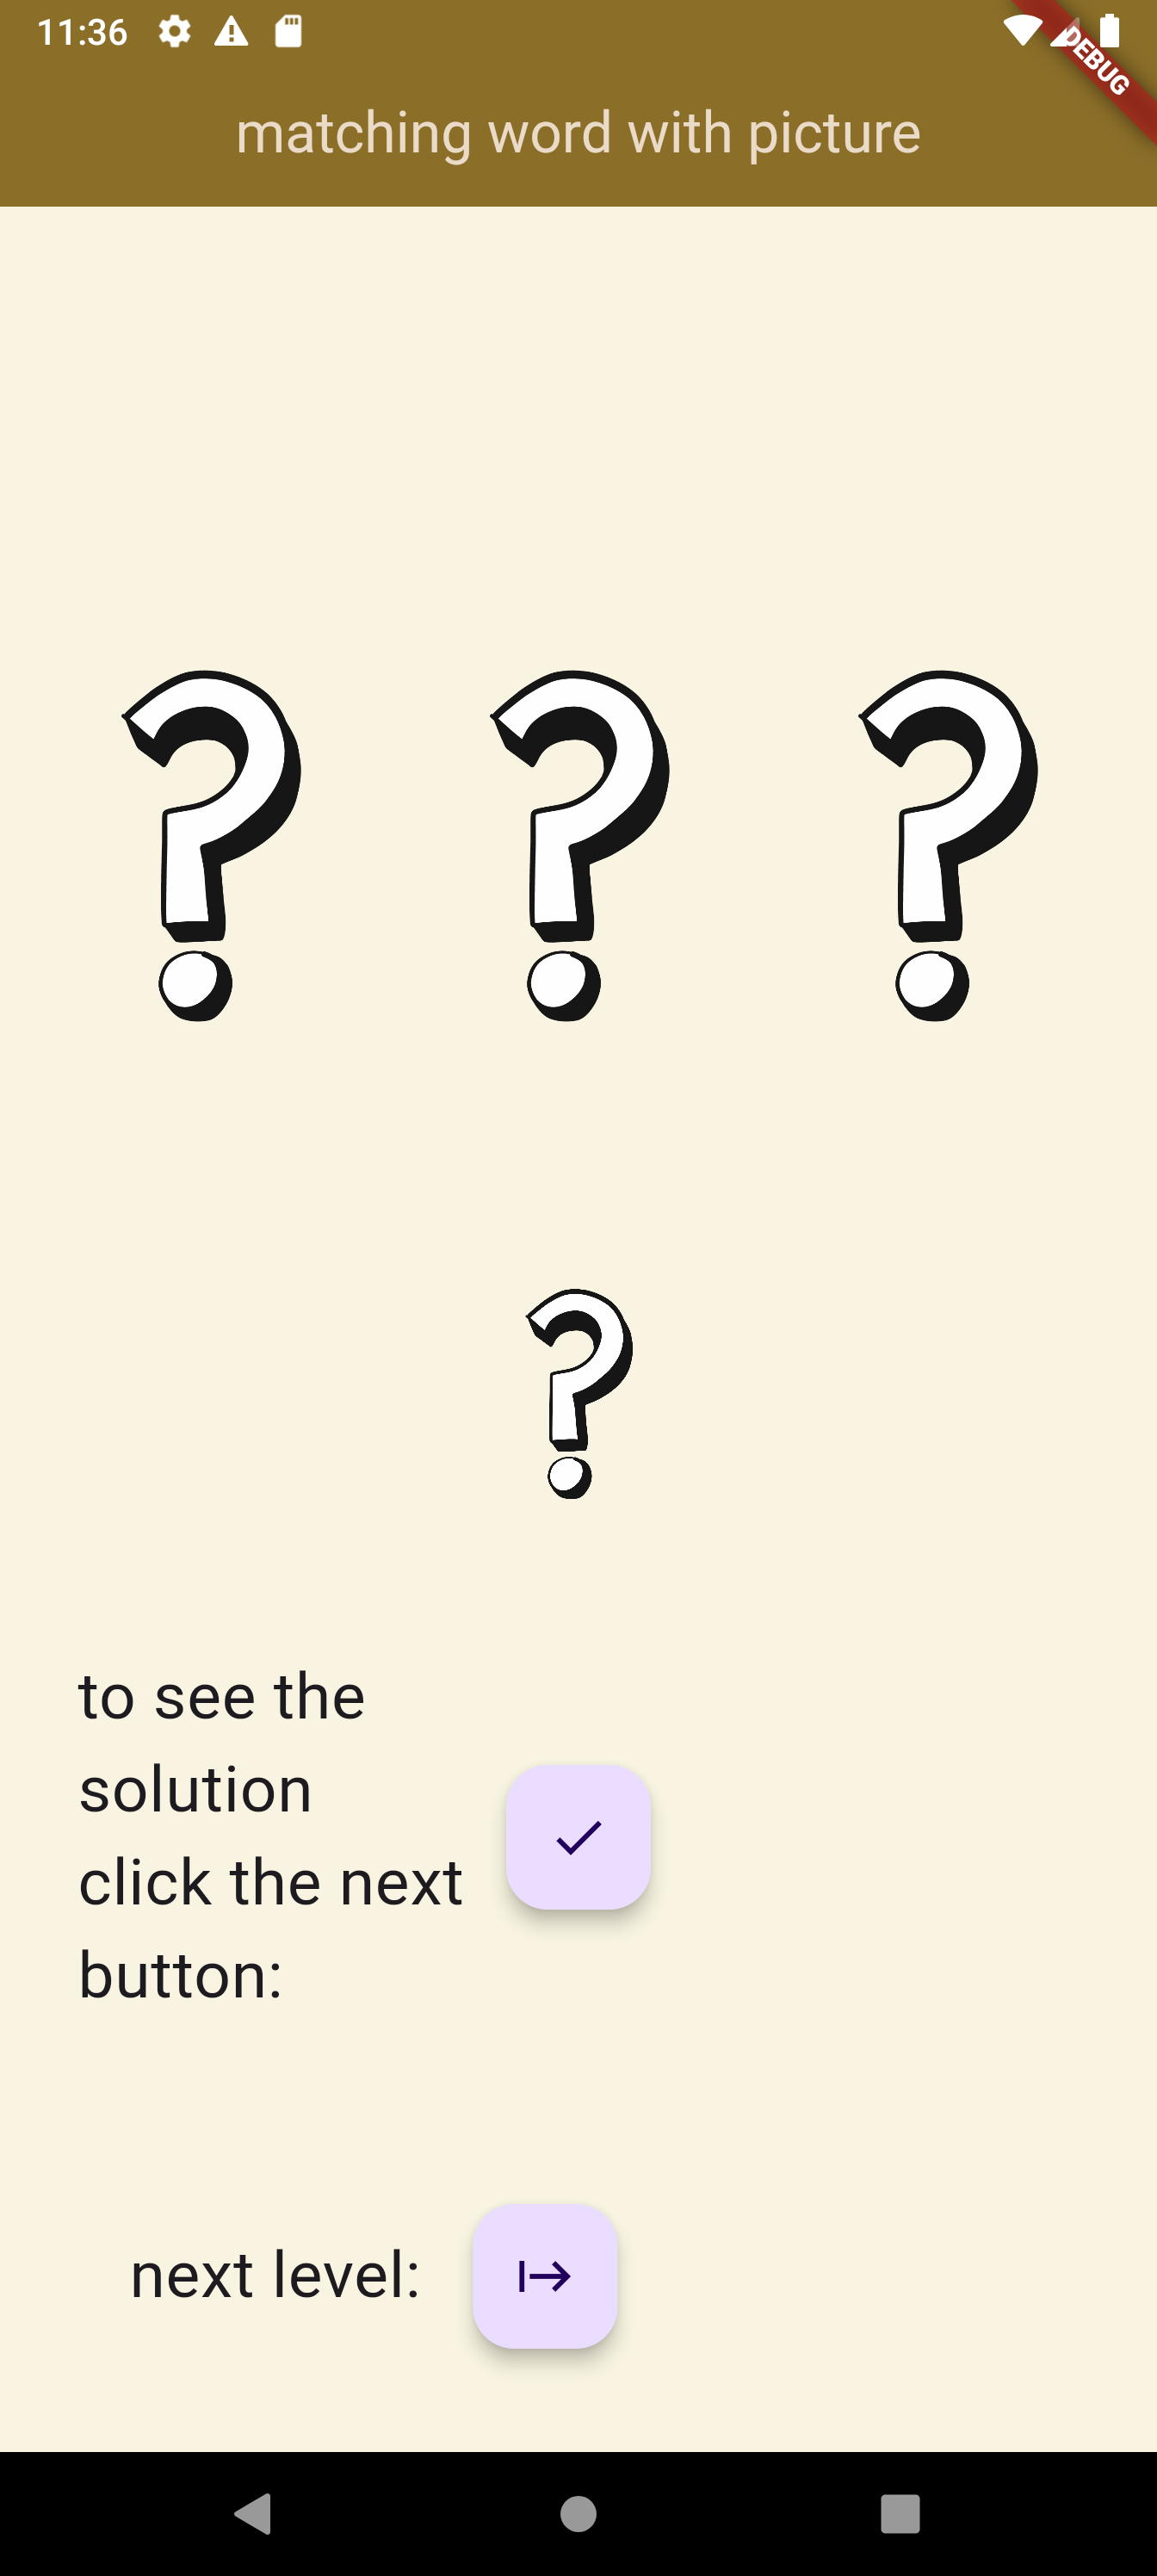 11:36
DEBUG
matching word with picture
? ? ?
?
to see the
solution
click the next
button:
next level: